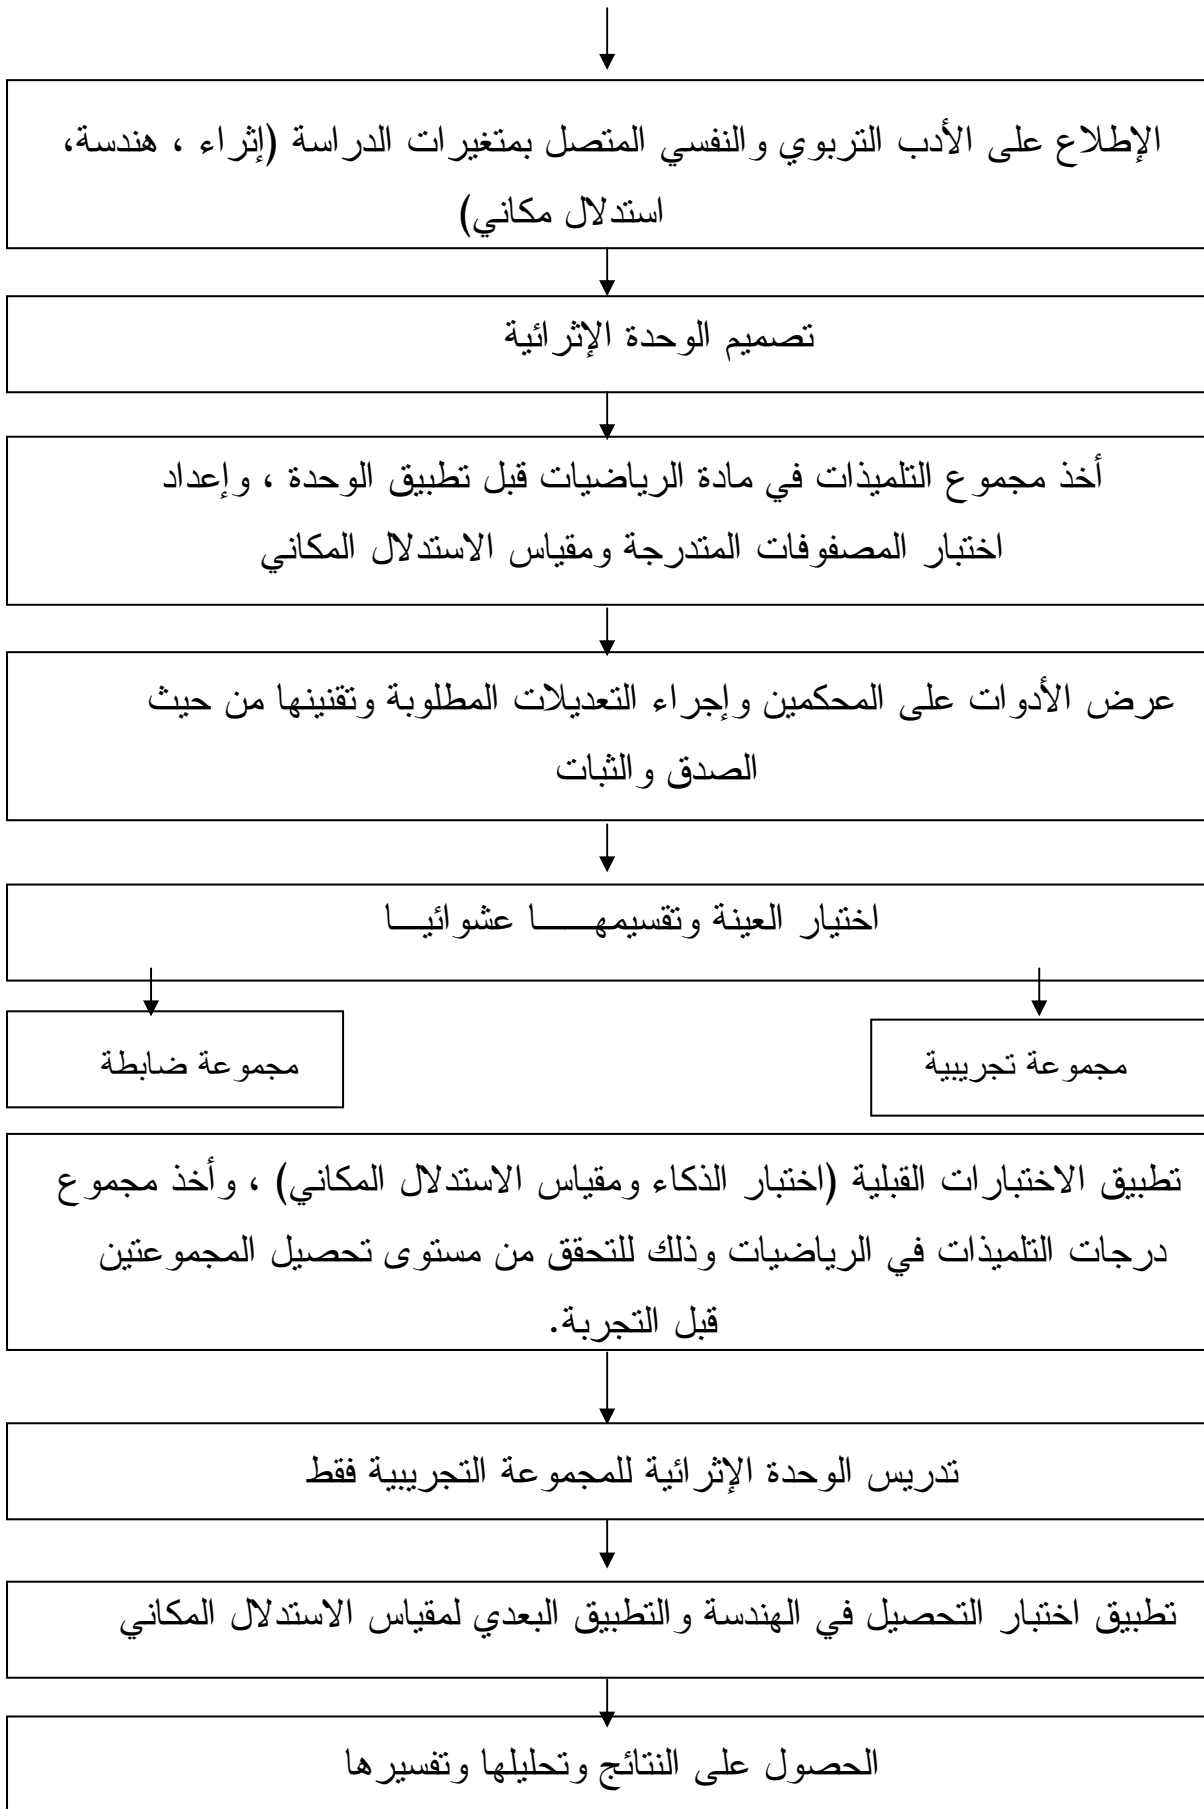 الإطلاع على الأدب التربوي والنفسي المتصل بمتغيرات الدراسة (إثراء ، هندسة،
استدلال مكاني)
تصميم الوحدة الإثرائية
أخذ مجموع التلميذات في مادة الرياضيات قبل تطبيق الوحدة ، وإعداد
اختبار المصفوفات المتدرجة ومقياس الاستدلال المكاني
عرض الأدوات على المحكمين وإجراء التعديلات المطلوبة وتقنينها من حيث
الصدق والثبات
اختيار العينة وتقسيمهـــــا عشوائيـــا
مجموعة تجريبية
مجموعة ضابطة
تطبيق الاختبارات القبلية (اختبار الذكاء ومقياس الاستدلال المكاني) ، وأخذ مجموع
درجات التلميذات في الرياضيات وذلك للتحقق من مستوى تحصيل المجموعتين
قبل التجربة.
تدريس الوحدة الإثرائية للمجموعة التجريبية فقط
تطبيق اختبار التحصيل في الهندسة والتطبيق البعدي لمقياس الاستدلال المكاني
الحصول على النتائج وتحليلها وتفسيرها